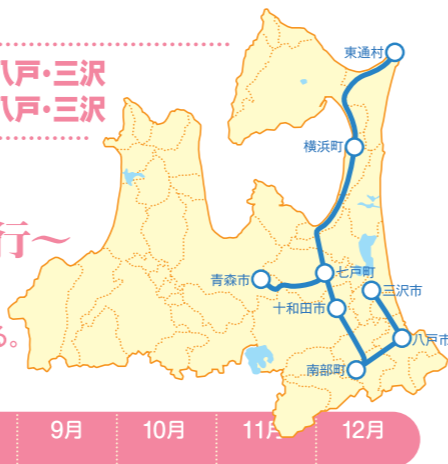 八戸・三沢
八戸・三沢
行〜
る。
東通村
横浜町
七戸町
青森市
三沢市
十和田市
八戸市
南部町
9月
10月
11月
12月